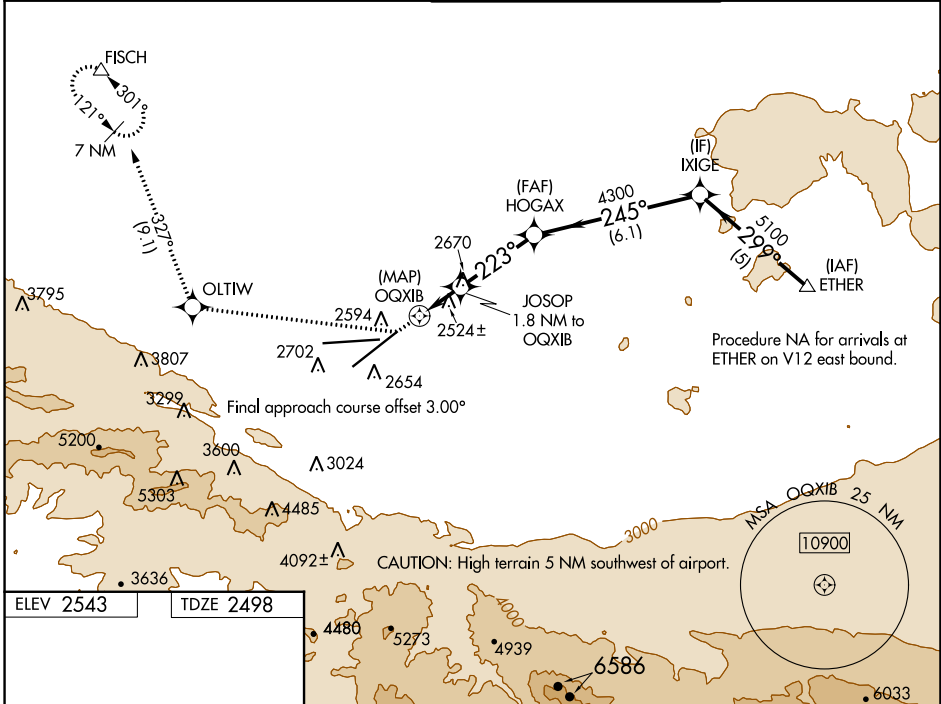 FISCH
301°
121°
7 NM
327°
(9.1)
OLTIW
(IF)
IXIGE
(FAF)
HOGAX
4300
245°
(6.1)
5100
299°
(5)
(IAF)
ETHER
2670
223°
(MAP)
OQXIB
JOSOP
1.8 NM to
OQXIB
2594
2524±
2702
2654
Procedure NA for arrivals at
ETHER on V12 east bound.
3795
3807
3299
Final approach course offset 3.00°
5200
3600
3024
5303
4485
3000
4092±
CAUTION: High terrain 5 NM southwest of airport.
MSA OQXIB 25 NM
10900
3636
4000
ELEV 2543
TDZE 2498
4480
5273
4939
6586
6033